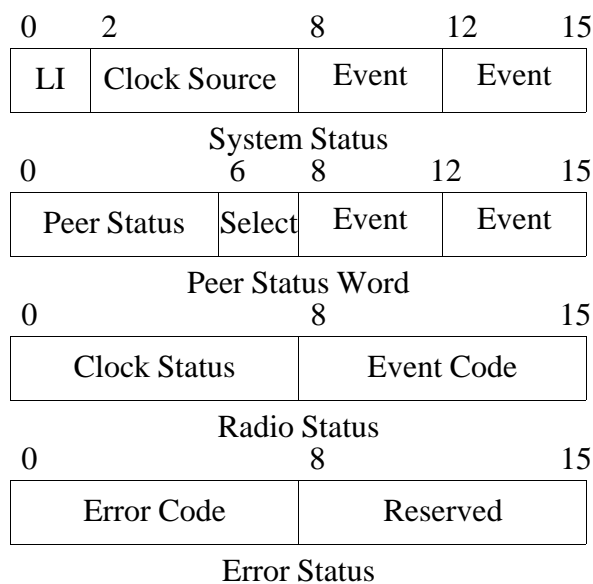 0 2 8 12 15
LI Clock Source Event Event
System Status
0 6 8 12 15
Peer Status Select Event Event
Peer Status Word
0 8 15
Clock Status Event Code
Radio Status
0 8 15
Error Code Reserved
Error Status